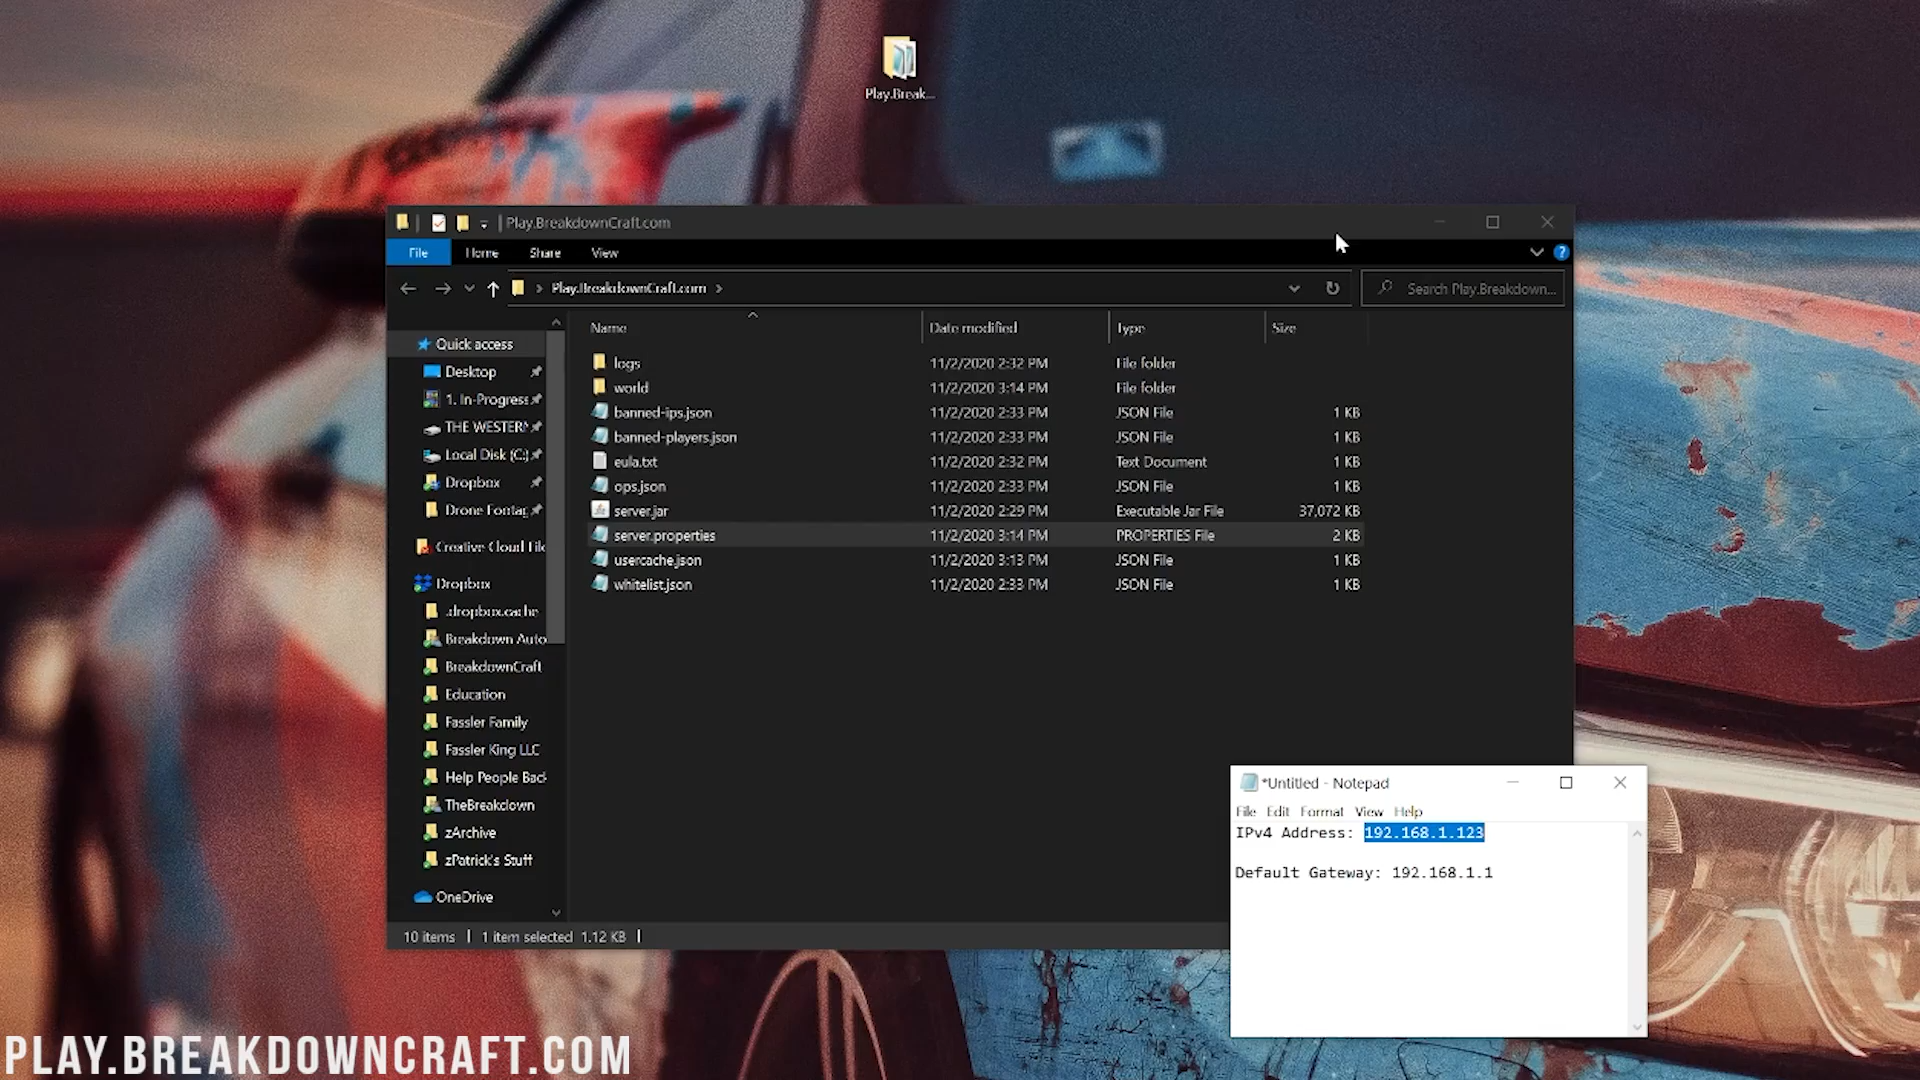 Play.Break...
Play.BreakdownCraft.com
File Home Share View
Play.BreakdownCraft.com
Search Play.Breakdown...
Name Date modified Type Size
Quick access
Desktop
1. In-Progress
THE WESTERN
Local Disk (C:)
Dropbox
Drone Footag
Creative Cloud File
Dropbox
.dropbox.cache
Breakdown Auto
BreakdownCraft
Education
Fassler Family
Fassler King LLC
Help People Back
TheBreakdown
zArchive
zPatrick's Stuff
OneDrive
logs 11/2/2020 2:32 PM File folder
world 11/2/2020 3:14 PM File folder
banned-ips.json 11/2/2020 2:33 PM JSON File 1 KB
banned-players.json 11/2/2020 2:33 PM JSON File 1 KB
eula.txt 11/2/2020 2:32 PM Text Document 1 KB
ops.json 11/2/2020 2:33 PM JSON File 1 KB
server.jar 11/2/2020 2:29 PM Executable Jar File 37,072 KB
server.properties 11/2/2020 3:14 PM PROPERTIES File 2 KB
usercache.json 11/2/2020 3:13 PM JSON File 1 KB
whitelist.json 11/2/2020 2:33 PM JSON File 1 KB
10 items 1 item selected 1.12 KB
*Untitled - Notepad
File Edit Format View Help
IPv4 Address: 192.168.1.123
Default Gateway: 192.168.1.1
PLAY.BREAKDOWNCRAFT.COM